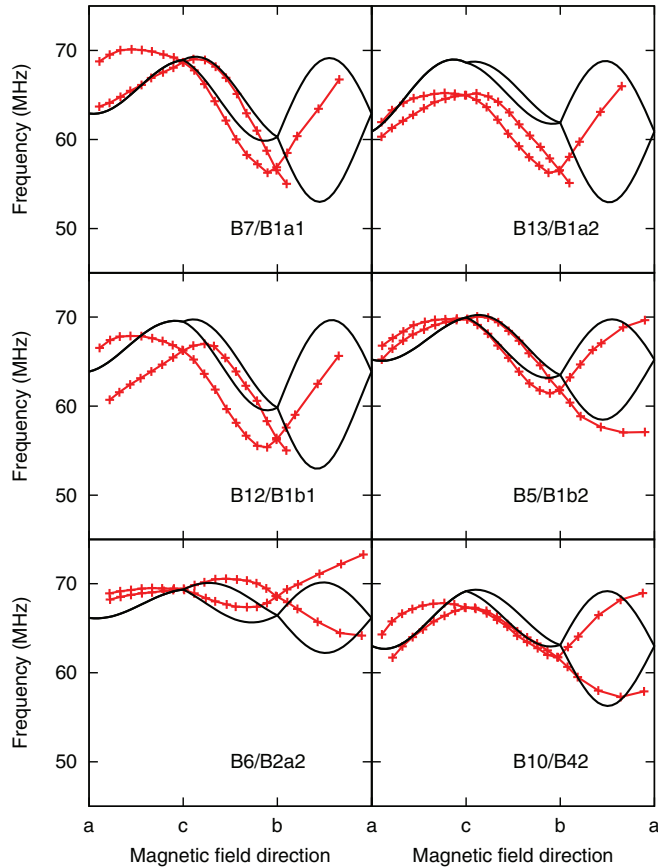 70
60
50
Frequency (MHz)
B7/B1a1
B13/B1a2
70
60
50
Frequency (MHz)
B12/B1b1
B5/B1b2
70
60
50
Frequency (MHz)
B6/B2a2
B10/B42
a c b a c b a
Magnetic field direction Magnetic field direction